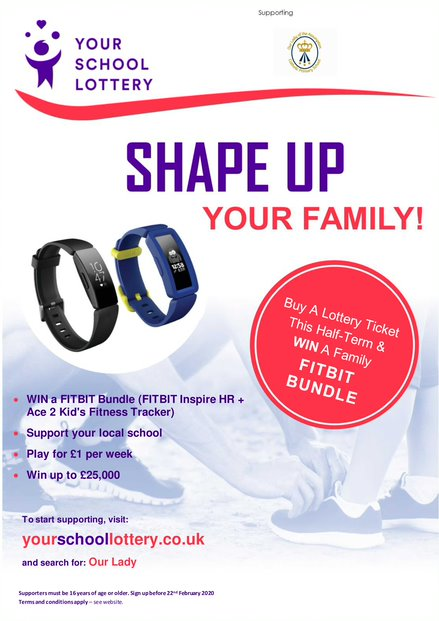 Supporting
YOUR
SCHOOL
LOTTERY
SHAPE UP
YOUR FAMILY!
Buy A Lottery Ticket
This Half-Term &
WIN A Family
FITBIT
BUNDLE
• WIN a FITBIT Bundle (FITBIT Inspire HR +
Ace 2 Kid's Fitness Tracker)
• Support your local school
• Play for £1 per week
• Win up to £25,000
To start supporting, visit:
yourschoollottery.co.uk
and search for: Our Lady
Supporters must be 16 years of age or older. Sign up before 22nd February 2020
Terms and conditions apply – see website.